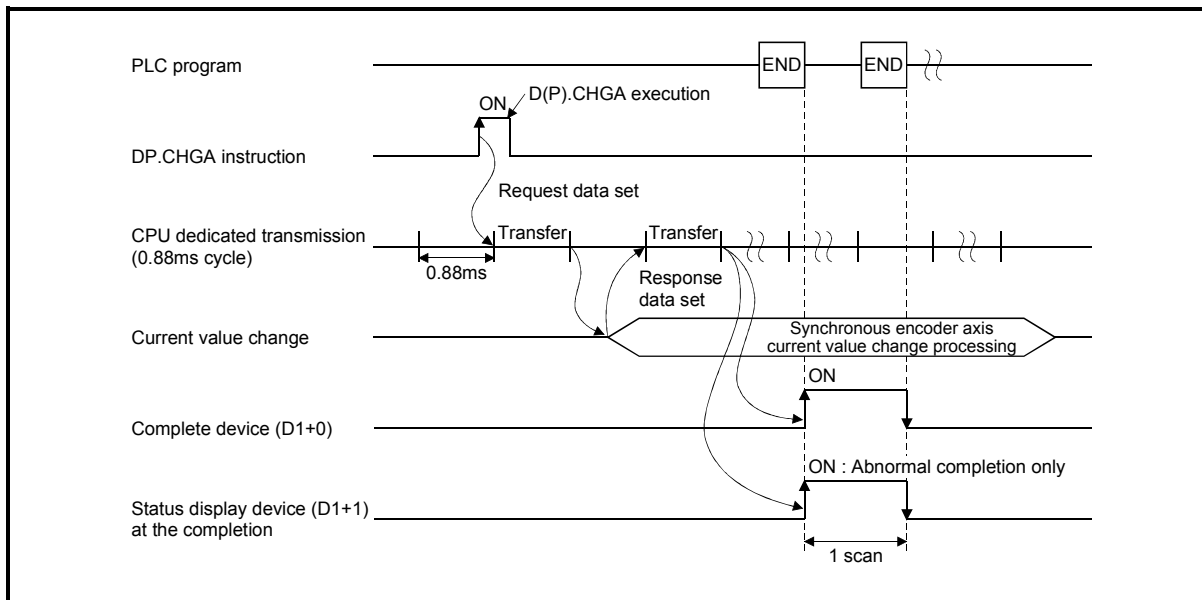 PLC program
END
END
ON
D(P).CHGA execution
DP.CHGA instruction
Request data set
CPU dedicated transmission
(0.88ms cycle)
Transfer
Transfer
0.88ms
Response
data set
Current value change
Synchronous encoder axis
current value change processing
ON
Complete device (D1+0)
ON : Abnormal completion only
Status display device (D1+1)
at the completion
1 scan